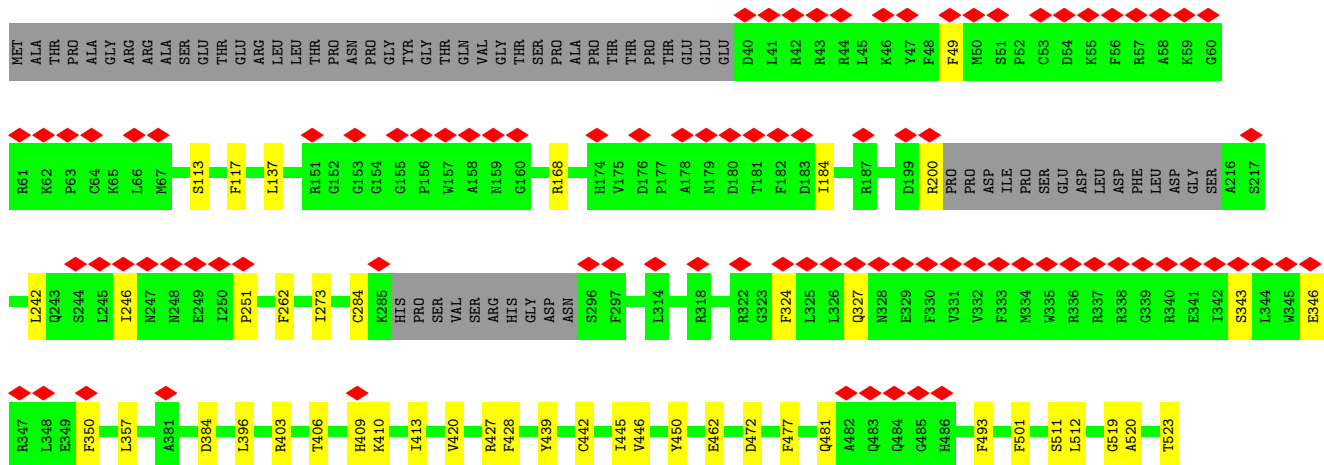 MET ALA THR PRO ALA GLY ARG ARG ALA SER GLU THR GLU ARG LEU LEU THR PRO ASN PRO GLY TYR GLY THR GLN VAL GLY THR SER PRO ALA PRO THR THR PRO THR GLU GLU GLU D40 L41 R42 R43 R44 L45 K46 Y47 F48 F49 M50 S51 P52 C53 D54 K55 F56 R57 A58 K59 G60
R61 K62 P63 C64 K65 L66 M67 S113 F117 L137 R151 G152 G153 G154 G155 P156 W157 A158 N159 G160 R168 H174 V175 D176 P177 A178 N179 D180 T181 F182 D183 I184 R187 D199 R200 PRO PRO ASP ILE PRO SER GLU ASP LEU ASP PHE LEU ASP GLY SER A216 S217
L242 Q243 S244 L245 I246 N247 N248 E249 I250 P251 F262 I273 C284 K285 HIS PRO SER VAL SER ARG HIS GLY ASP ASN S296 F297 L314 R318 R322 G323 F324 L325 L326 Q327 N328 E329 F330 V331 V332 F333 M334 W335 R336 R337 R338 G339 R340 E341 I342 S343 L344 W345 E346
R347 L348 E349 F350 L357 A381 D384 L396 R403 T406 H409 K410 I413 V420 R427 F428 Y439 C442 I445 V446 Y450 E462 D472 F477 Q481 A482 Q483 Q484 G485 H486 F493 F501 S511 L512 G519 A520 T523